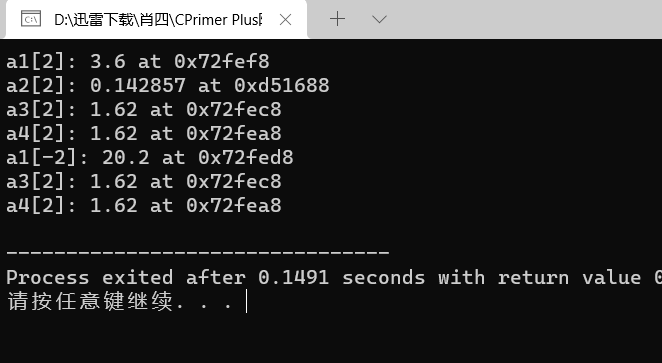 D:\迅雷下载\肖四\CPrimer Plus
a1[2]: 3.6 at 0x72fef8
a2[2]: 0.142857 at 0xd51688
a3[2]: 1.62 at 0x72fec8
a4[2]: 1.62 at 0x72fea8
a1[-2]: 20.2 at 0x72fed8
a3[2]: 1.62 at 0x72fec8
a4[2]: 1.62 at 0x72fea8
--------------------------------
Process exited after 0.1491 seconds with return value 0
请按任意键继续. . .